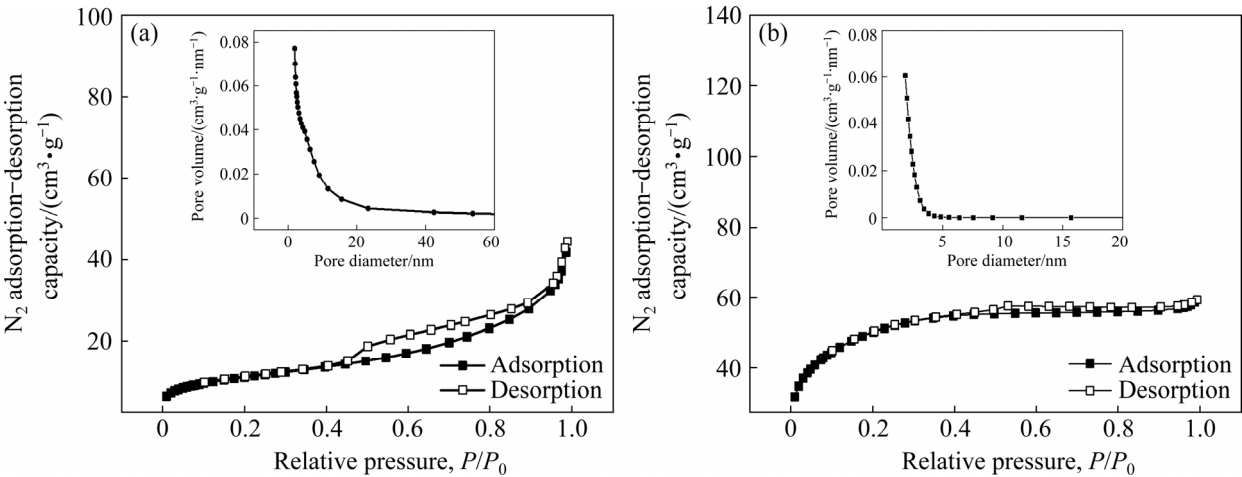 (a)
N2 adsorption−desorption
capacity/(cm3•g−1)
100
80
60
40
20
0 0.2 0.4 0.6 0.8 1.0
Relative pressure, P/P0
Adsorption
Desorption
Pore volume/(cm3·g−1·nm−1)
0.08
0.06
0.04
0.02
0
0 20 40 60
Pore diameter/nm
(b)
N2 adsorption−desorption
capacity/(cm3•g−1)
140
120
100
80
60
40
0 0.2 0.4 0.6 0.8 1.0
Relative pressure, P/P0
Adsorption
Desorption
Pore volume/(cm3·g−1·nm−1)
0.08
0.06
0.04
0.02
0
5 10 15 20
Pore diameter/nm